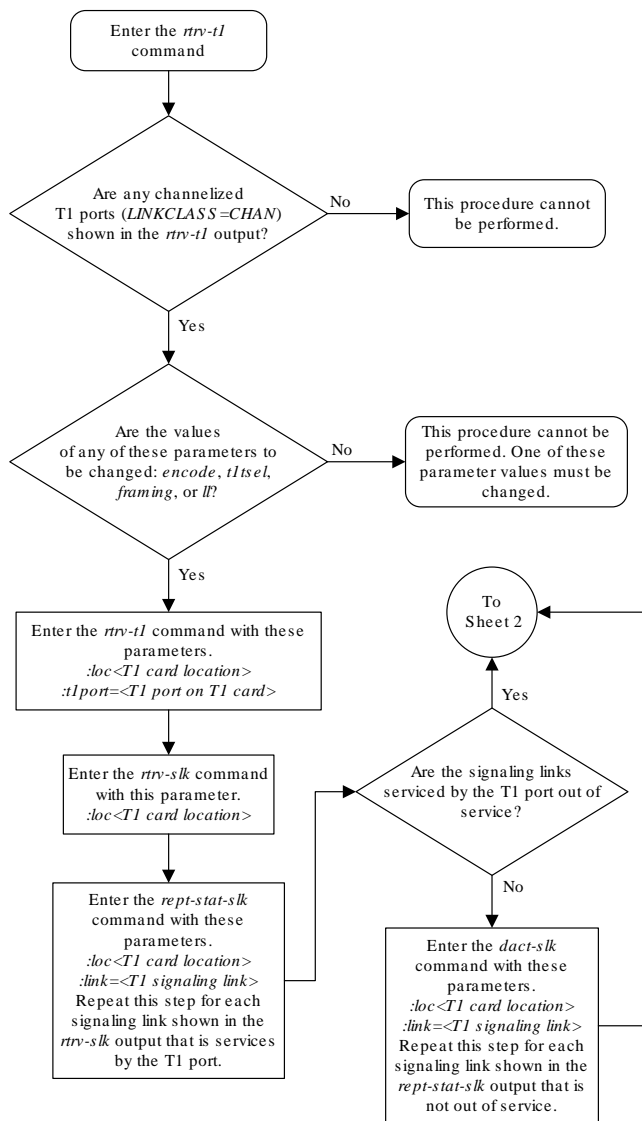 Enter the rtrv-t1
command
Are any channelized
T1 ports (LINKCLASS=CHAN)
shown in the rtrv-t1 output?
No
This procedure cannot
be performed.
Yes
Are the values
of any of these parameters to
be changed: encode, t1tsel,
framing, or ll?
No
This procedure cannot be
performed. One of these
parameter values must be
changed.
Yes
Enter the rtrv-t1 command with these
parameters.
:loc<T1 card location>
:t1port=<T1 port on T1 card>
Enter the rtrv-slk command
with this parameter.
:loc<T1 card location>
Enter the rept-stat-slk
command with these
parameters.
:loc<T1 card location>
:link=<T1 signaling link>
Repeat this step for each
signaling link shown in the
rtrv-slk output that is services
by the T1 port.
To
Sheet 2
Yes
Are the signaling links
serviced by the T1 port out of
service?
No
Enter the dact-slk
command with these
parameters.
:loc<T1 card location>
:link=<T1 signaling link>
Repeat this step for each
signaling link shown in the
rept-stat-slk output that is
not out of service.